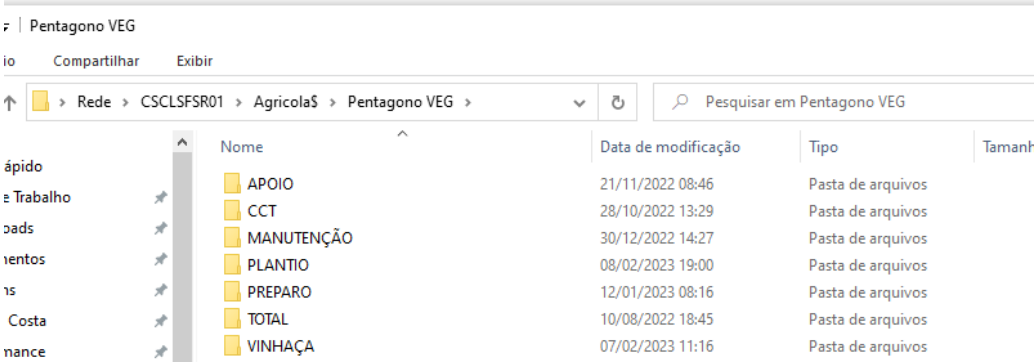 Pentagono VEG
io Compartilhar Exibir
Rede > CSCLSFSR01 > Agricola$ > Pentagono VEG > Pesquisar em Pentagono VEG
Nome Data de modificação Tipo Tamanh
ápido
e Trabalho
oads
nentos
ns
Costa
mance
APOIO 21/11/2022 08:46 Pasta de arquivos
CCT 28/10/2022 13:29 Pasta de arquivos
MANUTENÇÃO 30/12/2022 14:27 Pasta de arquivos
PLANTIO 08/02/2023 19:00 Pasta de arquivos
PREPARO 12/01/2023 08:16 Pasta de arquivos
TOTAL 10/08/2022 18:45 Pasta de arquivos
VINHAÇA 07/02/2023 11:16 Pasta de arquivos